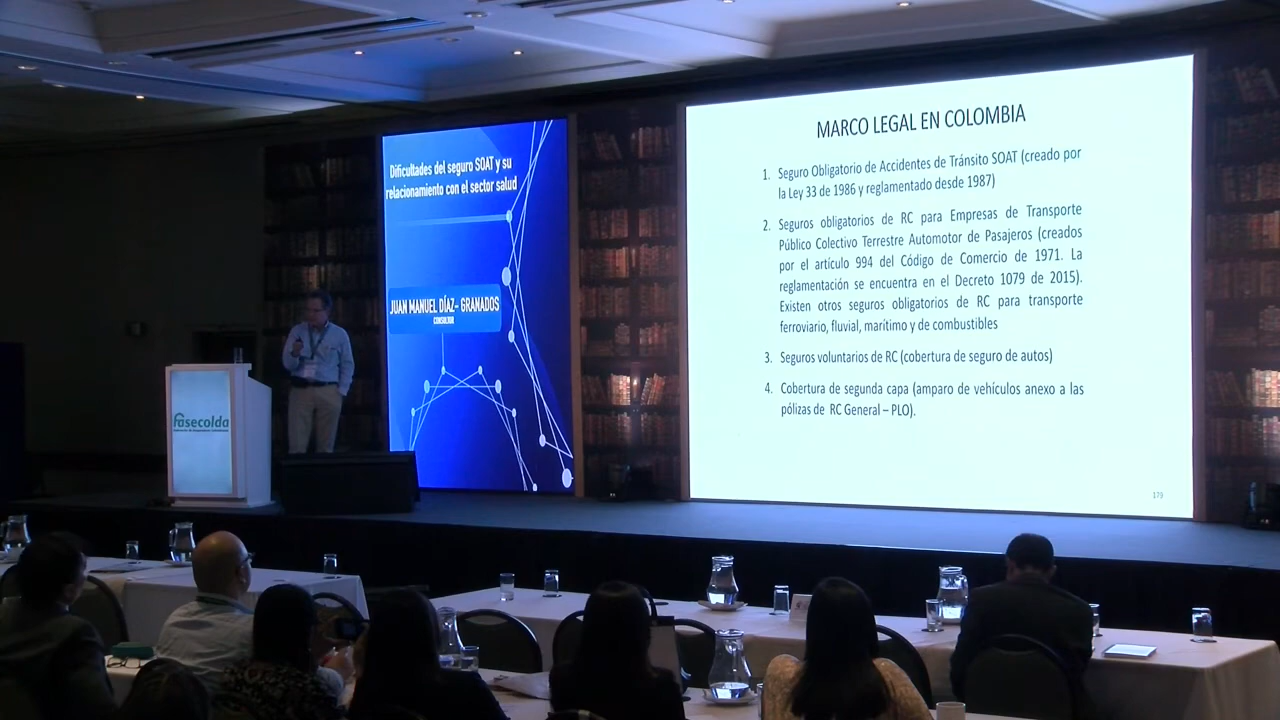 Dificultades del seguro SOAT y su
relacionamiento con el sector salud
JUAN MANUEL DÍAZ- GRANADOS
CONSULTOR
fasecolda
MARCO LEGAL EN COLOMBIA
1. Seguro Obligatorio de Accidentes de Tránsito SOAT (creado por
la Ley 33 de 1986 y reglamentado desde 1987)
2. Seguros obligatorios de RC para Empresas de Transporte
Público Colectivo Terrestre Automotor de Pasajeros (creados
por el artículo 994 del Código de Comercio de 1971. La
reglamentación se encuentra en el Decreto 1079 de 2015).
Existen otros seguros obligatorios de RC para transporte
ferroviario, fluvial, marítimo y de combustibles
3. Seguros voluntarios de RC (cobertura de seguro de autos)
4. Cobertura de segunda capa (amparo de vehículos anexo a las
pólizas de RC General – PLO).
179